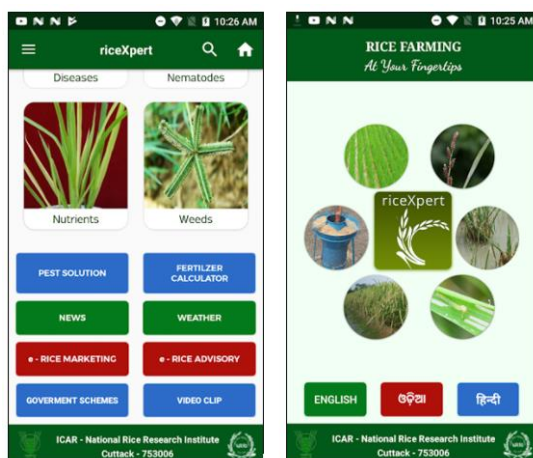 10:26 AM
riceXpert
Diseases
Nematodes
Nutrients
Weeds
PEST SOLUTION
FERTILZER
CALCULATOR
NEWS
WEATHER
e - RICE MARKETING
e - RICE ADVISORY
GOVERMENT SCHEMES
VIDEO CLIP
ICAR - National Rice Research Institute
Cuttack - 753006
10:25 AM
RICE FARMING
At Your Fingertips
riceXpert
ENGLISH
ଓଡ଼ିଆ
हिन्दी
ICAR - National Rice Research Institute
Cuttack - 753006